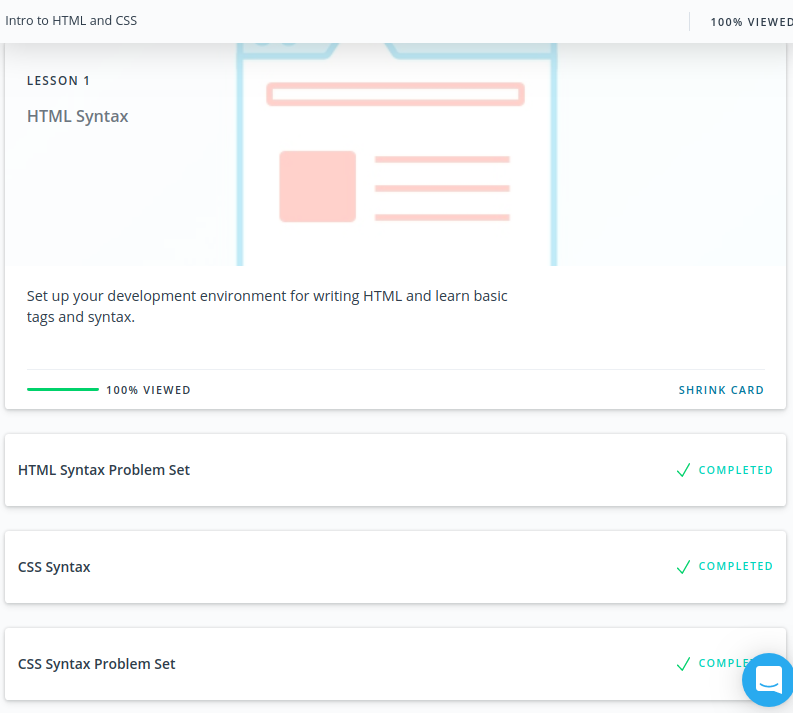 Intro to HTML and CSS
100% VIEWED
LESSON 1
HTML Syntax
Set up your development environment for writing HTML and learn basic
tags and syntax.
100% VIEWED
SHRINK CARD
HTML Syntax Problem Set
COMPLETED
CSS Syntax
COMPLETED
CSS Syntax Problem Set
COMPLETED